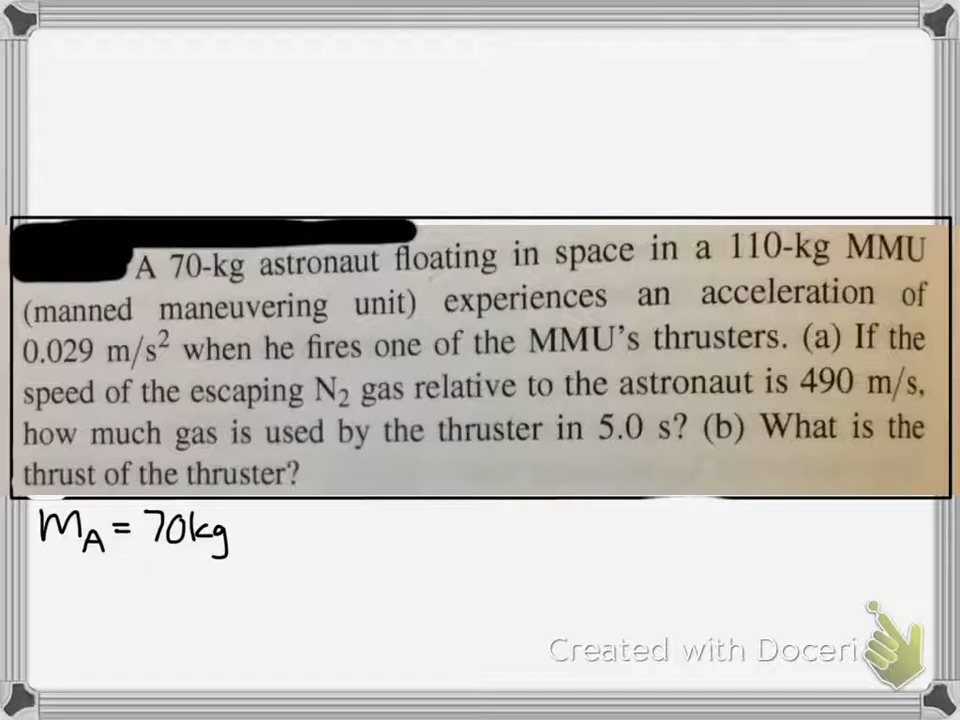 A 70-kg astronaut floating in space in a 110-kg MMU
(manned maneuvering unit) experiences an acceleration of
0.029 m/s² when he fires one of the MMU's thrusters. (a) If the
speed of the escaping N₂ gas relative to the astronaut is 490 m/s,
how much gas is used by the thruster in 5.0 s? (b) What is the
thrust of the thruster?
M_A = 70kg
Created with Doceri